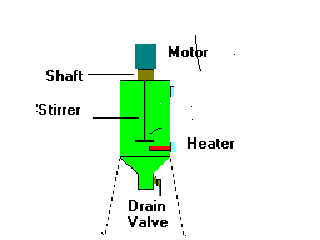 Motor
Shaft
'Stirrer
Heater
Drain
Valve